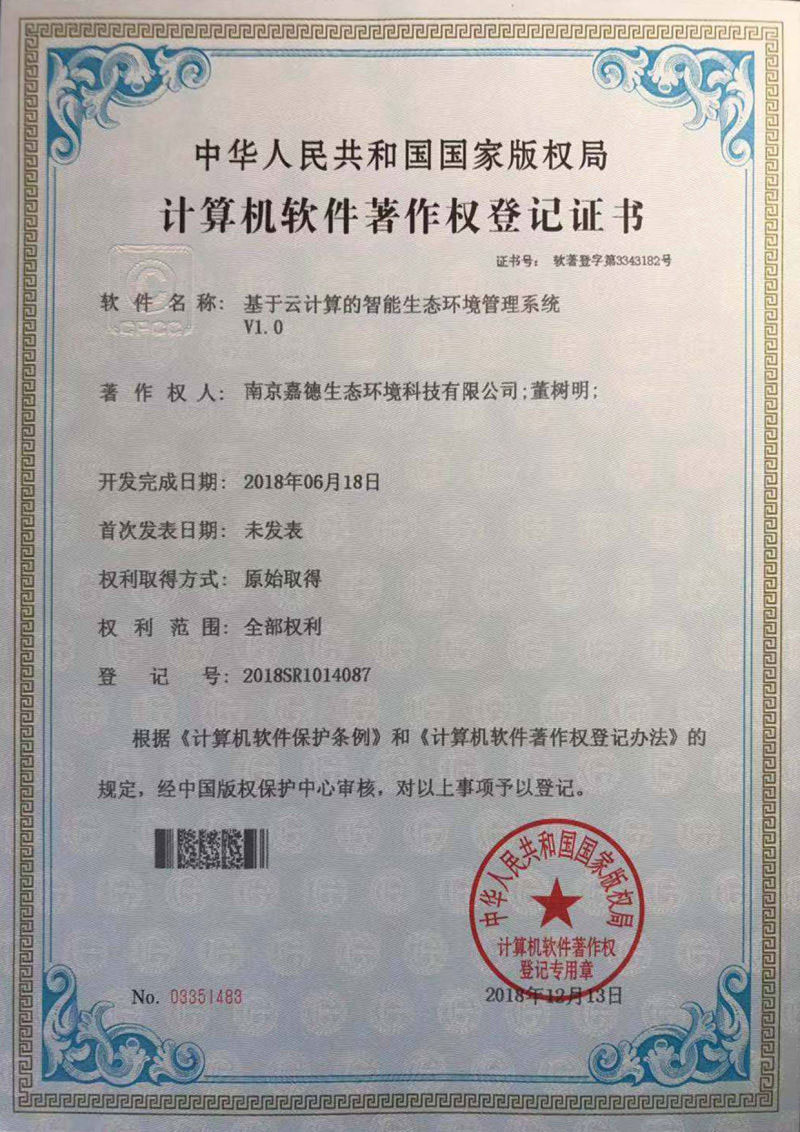 中华人民共和国国家版权局
计算机软件著作权登记证书
证书号： 软著登字第3343182号
CPCC
软件名称： 基于云计算的智能生态环境管理系统
V1.0
著作权人： 南京嘉德生态环境科技有限公司;董树明;
开发完成日期： 2018年06月18日
首次发表日期： 未发表
权利取得方式： 原始取得
权利范围： 全部权利
登记号： 2018SR1014087
根据《计算机软件保护条例》和《计算机软件著作权登记办法》的
规定，经中国版权保护中心审核，对以上事项予以登记。
中华人民共和国国家版权局
计算机软件著作权
登记专用章
No. 03351483
2018年12月13日